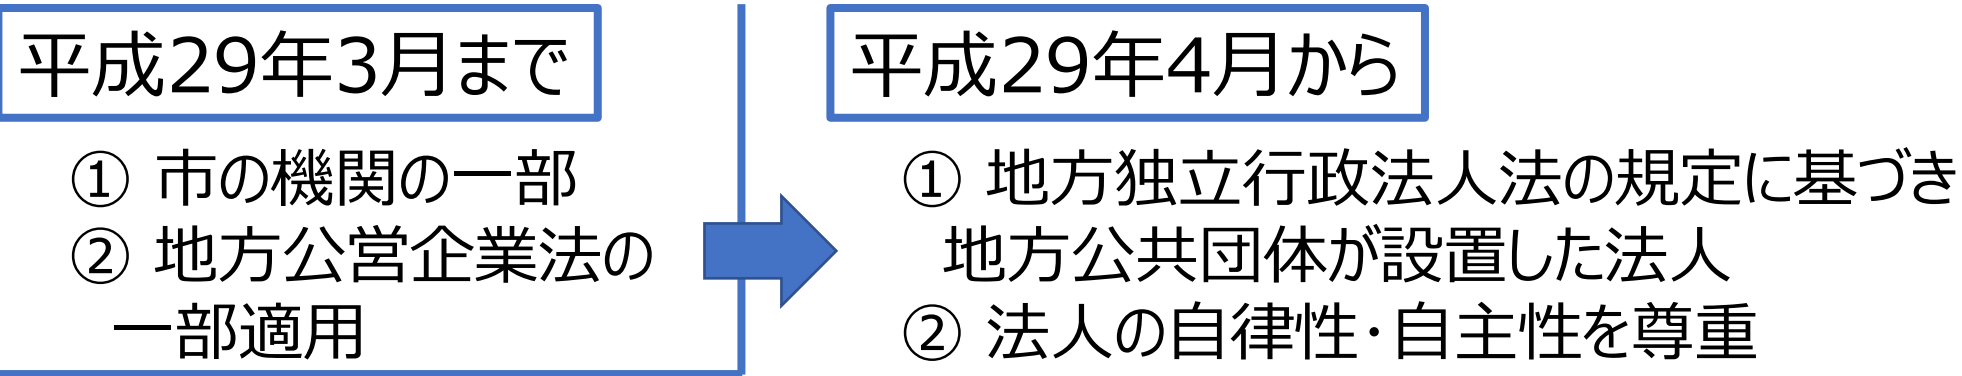 平成29年3月まで
① 市の機関の一部
② 地方公営企業法の
一部適用
平成29年4月から
① 地方独立行政法人法の規定に基づき
地方公共団体が設置した法人
② 法人の自律性・自主性を尊重